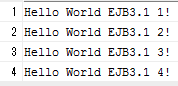 1 Hello World EJB3.1 1!
2 Hello World EJB3.1 2!
3 Hello World EJB3.1 3!
4 Hello World EJB3.1 4!